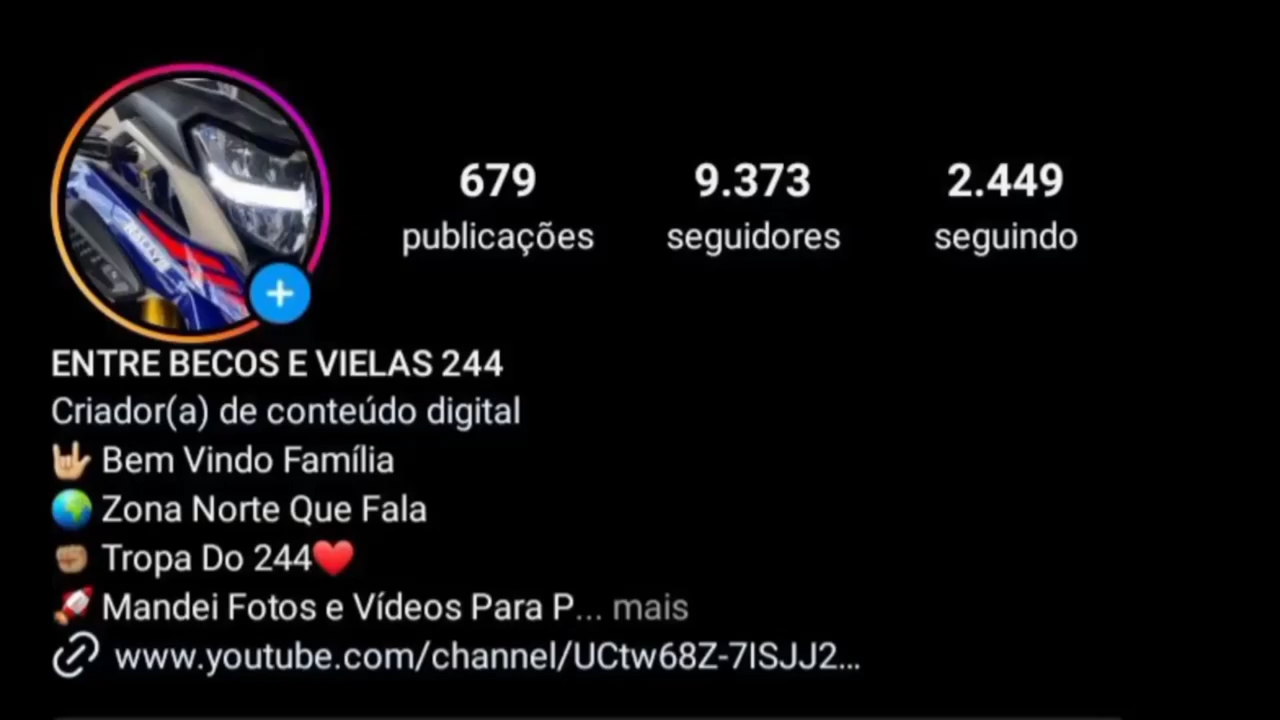 679 9.373 2.449
publicações seguidores seguindo
ENTRE BECOS E VIELAS 244
Criador(a) de conteúdo digital
🤟🏼 Bem Vindo Família
🌍 Zona Norte Que Fala
✊🏽 Tropa Do 244❤️
🚀 Mandei Fotos e Vídeos Para P... mais
www.youtube.com/channel/UCtw68Z-7ISJJ2...